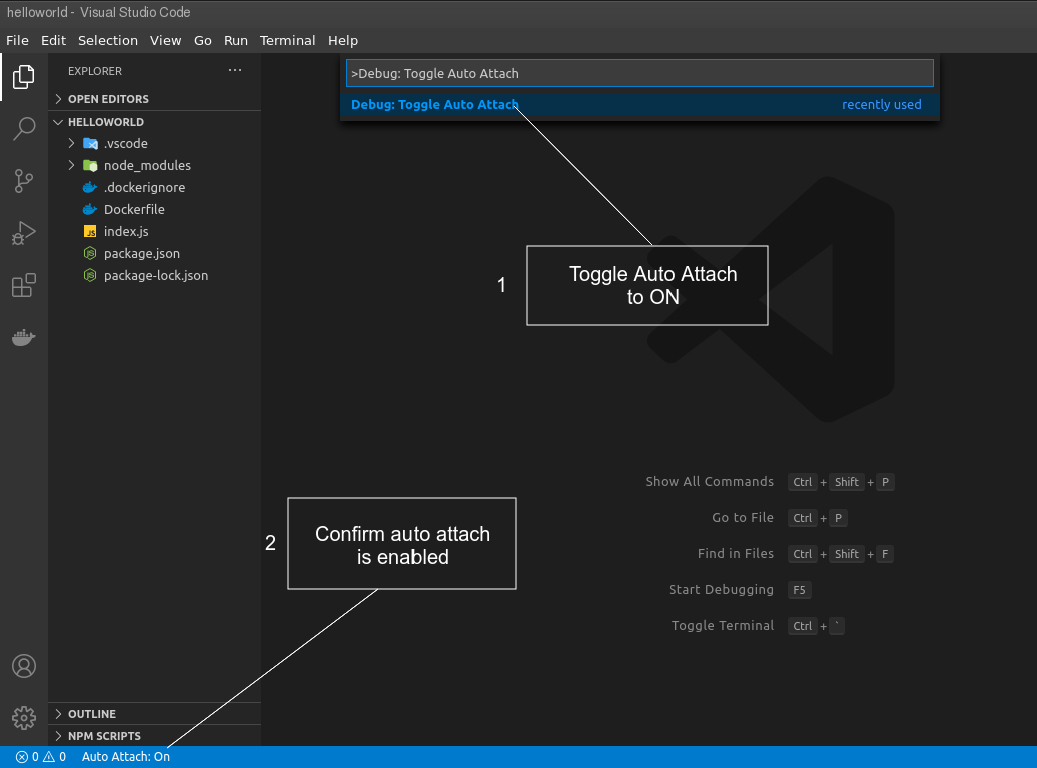 helloworld - Visual Studio Code
File Edit Selection View Go Run Terminal Help
EXPLORER ...
OPEN EDITORS
HELLOWORLD
.vscode
node_modules
.dockerignore
Dockerfile
JS index.js
JS package.json
JS package-lock.json
>Debug: Toggle Auto Attach
Debug: Toggle Auto Attach recently used
1
Toggle Auto Attach
to ON
Show All Commands Ctrl + Shift + P
Go to File Ctrl + P
Find in Files Ctrl + Shift + F
Start Debugging F5
Toggle Terminal Ctrl + `
2
Confirm auto attach
is enabled
OUTLINE
NPM SCRIPTS
0 0 Auto Attach: On